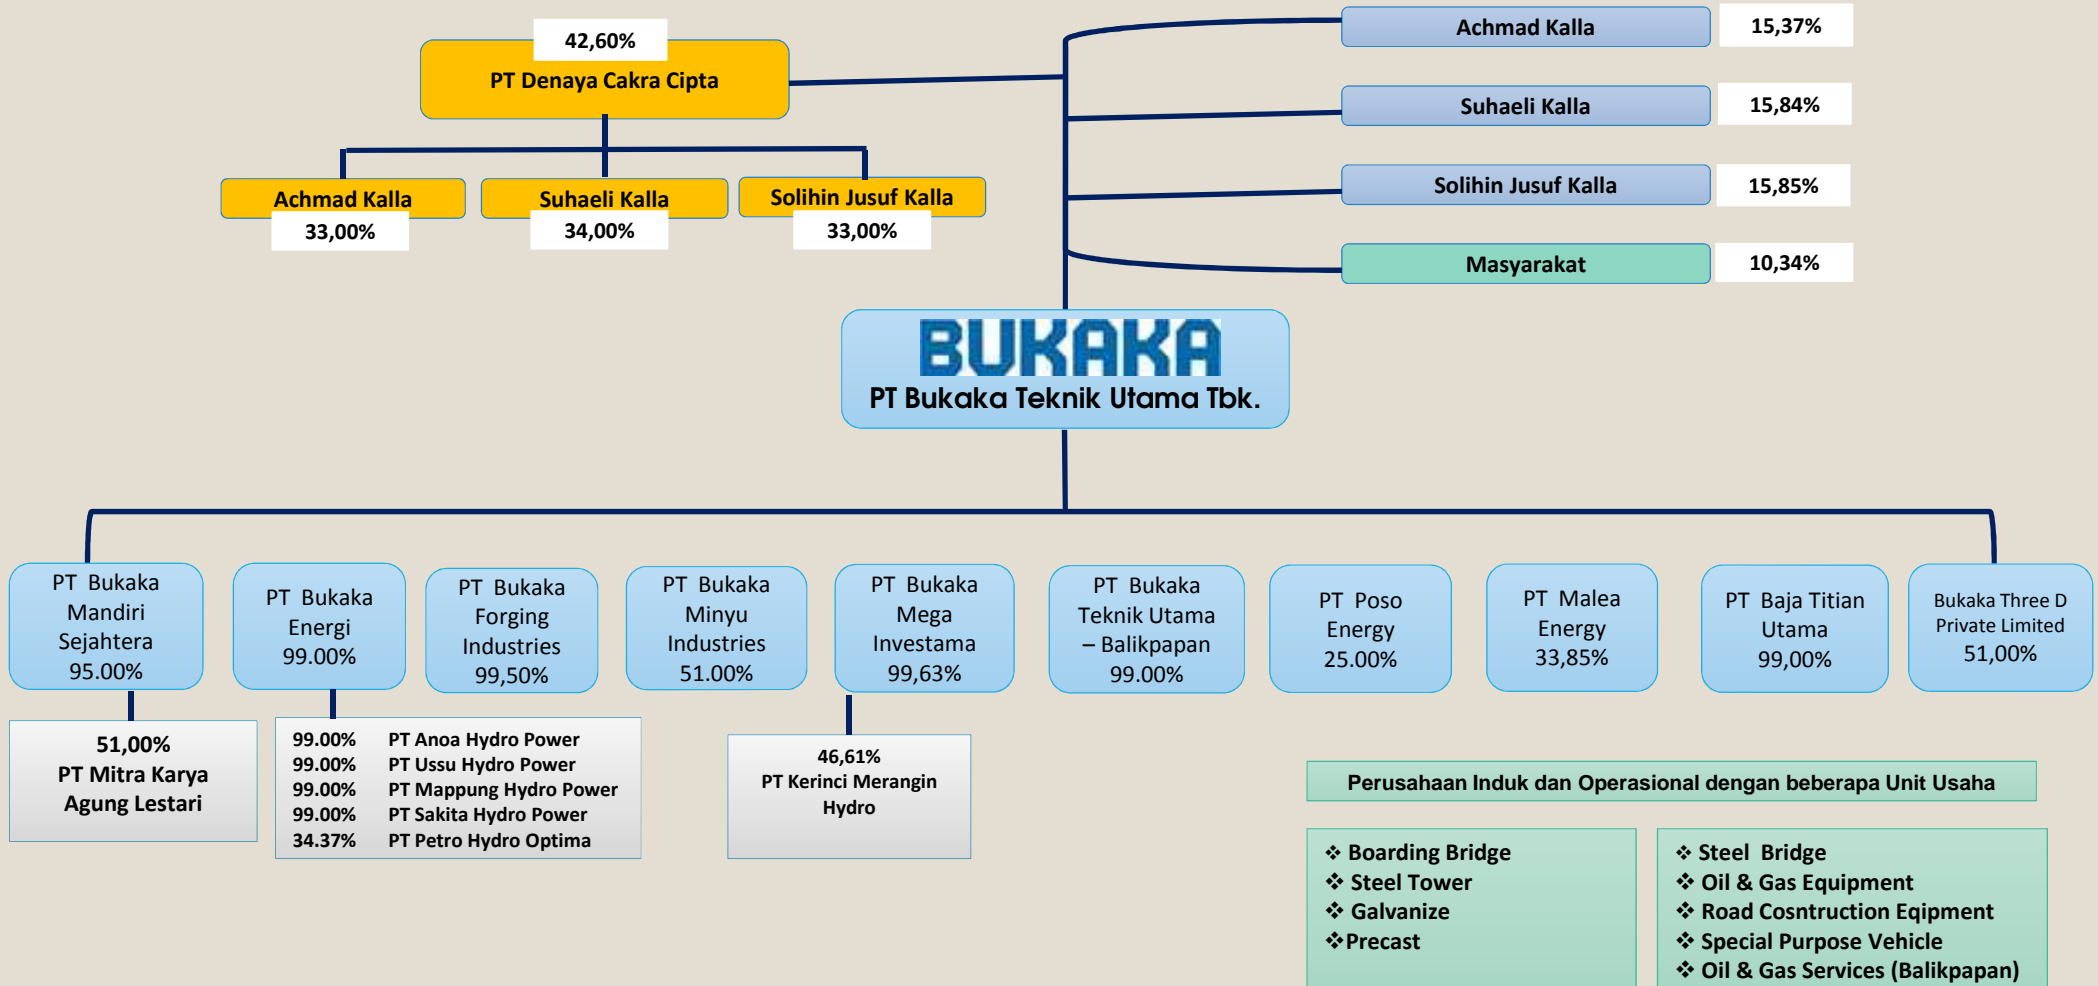 42,60%
PT Denaya Cakra Cipta
Achmad Kalla
33,00%
Suhaeli Kalla
34,00%
Solihin Jusuf Kalla
33,00%
Achmad Kalla 15,37%
Suhaeli Kalla 15,84%
Solihin Jusuf Kalla 15,85%
Masyarakat 10,34%
BUKAKA
PT Bukaka Teknik Utama Tbk.
PT Bukaka
Mandiri
Sejahtera
95.00%
PT Bukaka
Energi
99.00%
PT Bukaka
Forging
Industries
99,50%
PT Bukaka
Minyu
Industries
51.00%
PT Bukaka
Mega
Investama
99,63%
PT Bukaka
Teknik Utama
– Balikpapan
99.00%
PT Poso
Energy
25.00%
PT Malea
Energy
33,85%
PT Baja Titian
Utama
99,00%
Bukaka Three D
Private Limited
51,00%
51,00%
PT Mitra Karya
Agung Lestari
99.00% PT Anoa Hydro Power
99.00% PT Ussu Hydro Power
99.00% PT Mappung Hydro Power
99.00% PT Sakita Hydro Power
34.37% PT Petro Hydro Optima
46,61%
PT Kerinci Merangin
Hydro
Perusahaan Induk dan Operasional dengan beberapa Unit Usaha
❖ Boarding Bridge
❖ Steel Tower
❖ Galvanize
❖Precast
❖ Steel Bridge
❖ Oil & Gas Equipment
❖ Road Cosntruction Eqipment
❖ Special Purpose Vehicle
❖ Oil & Gas Services (Balikpapan)